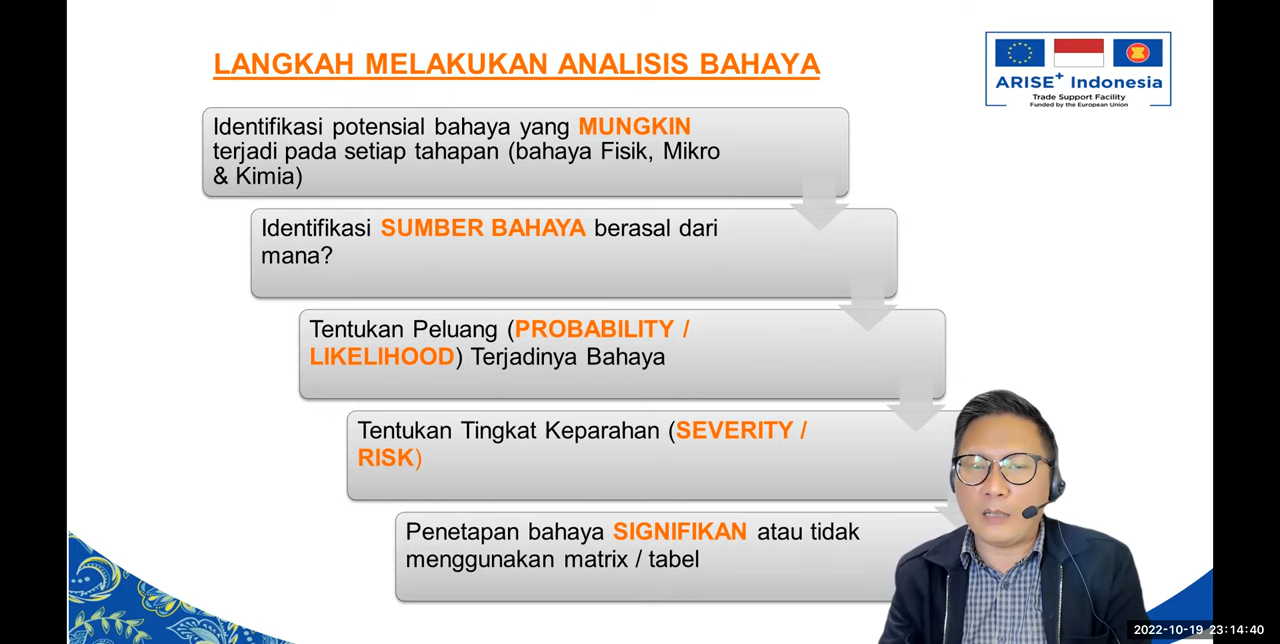 LANGKAH MELAKUKAN ANALISIS BAHAYA
ARISE+ Indonesia
Trade Support Facility
Funded by the European Union
Identifikasi potensial bahaya yang MUNGKIN
terjadi pada setiap tahapan (bahaya Fisik, Mikro
& Kimia)
Identifikasi SUMBER BAHAYA berasal dari
mana?
Tentukan Peluang (PROBABILITY /
LIKELIHOOD) Terjadinya Bahaya
Tentukan Tingkat Keparahan (SEVERITY /
RISK)
Penetapan bahaya SIGNIFIKAN atau tidak
menggunakan matrix / tabel
2022-10-19 23:14:40